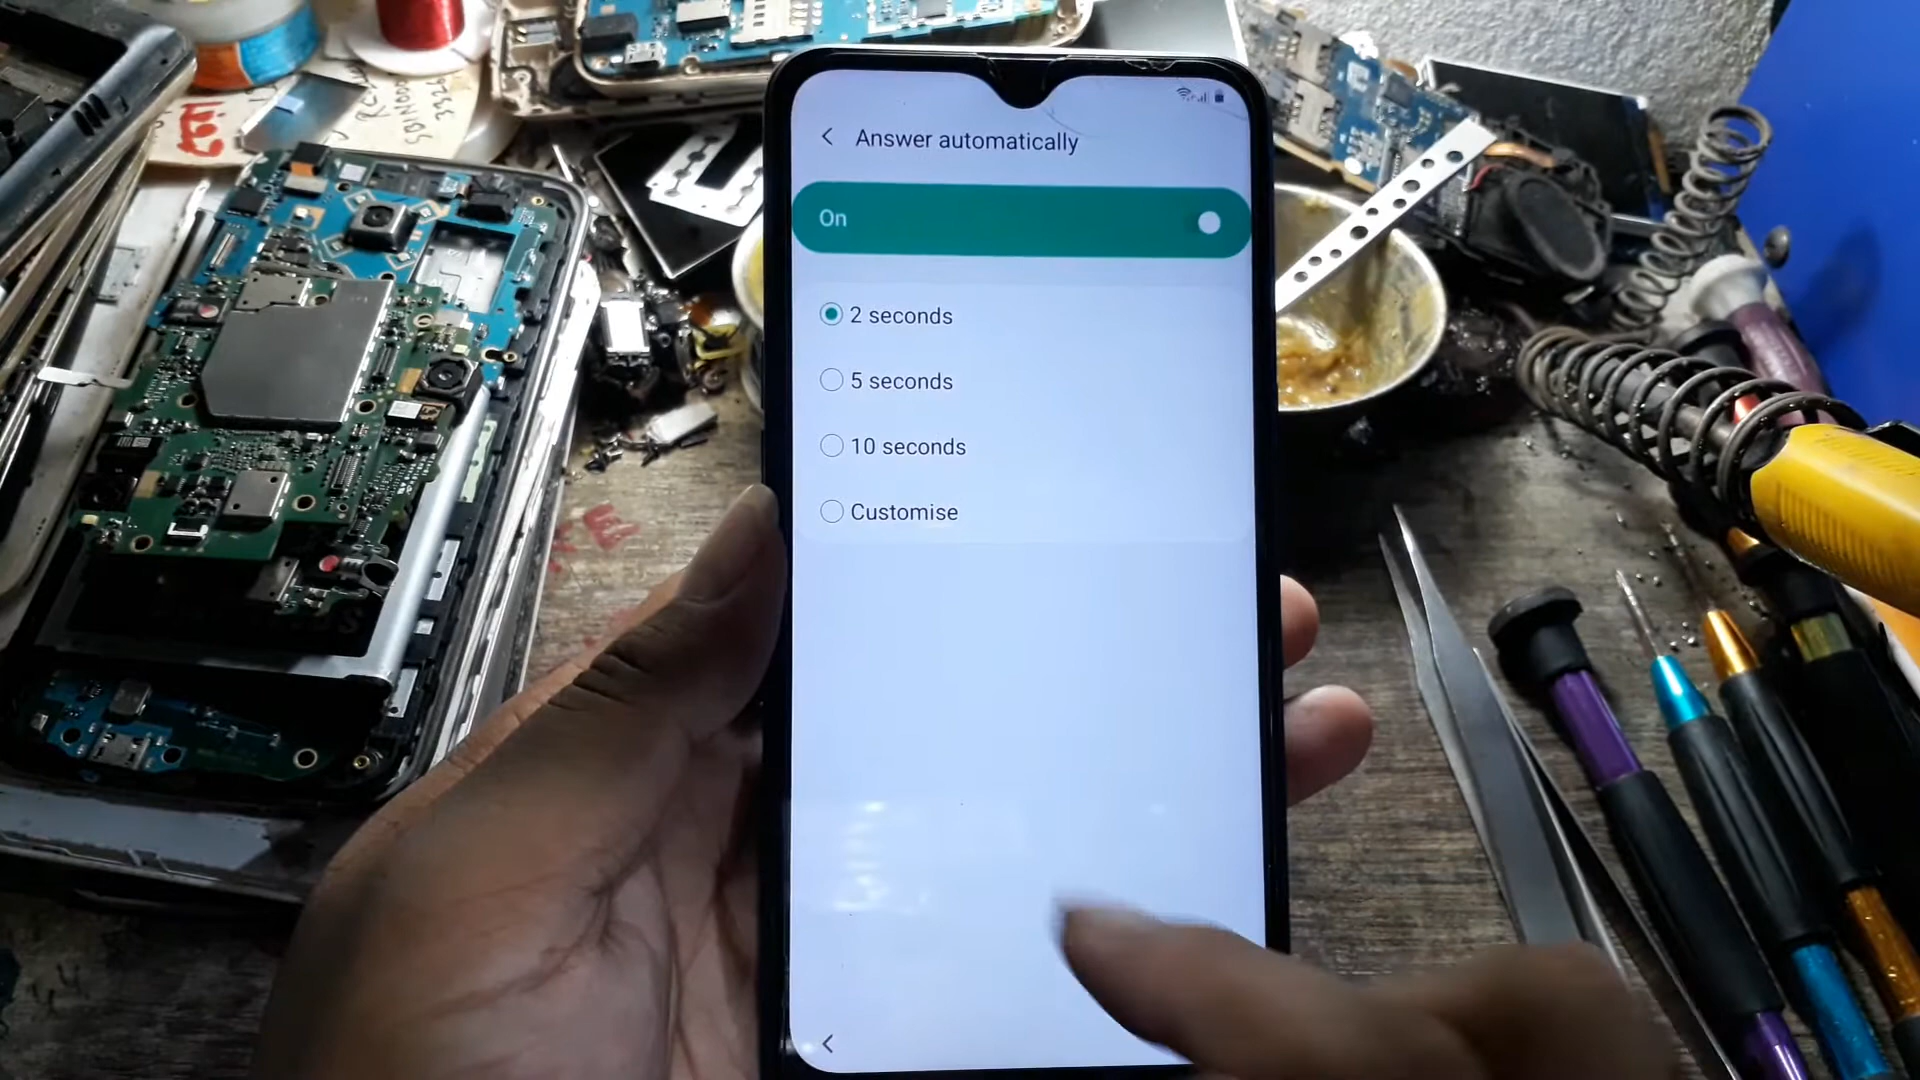 Answer automatically
On
2 seconds
5 seconds
10 seconds
Customise